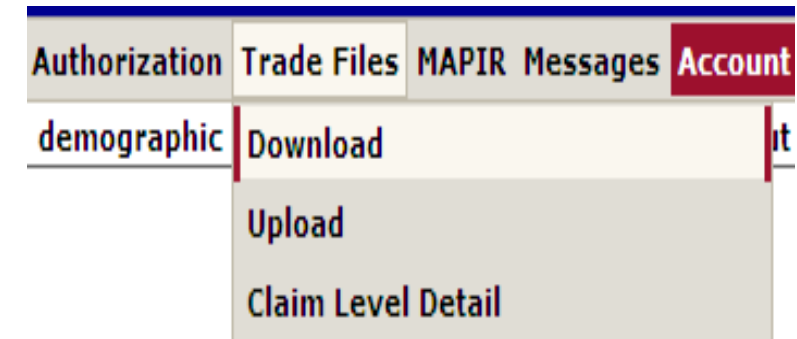 Authorization Trade Files MAPIR Messages Account
demographic Download
Upload
Claim Level Detail